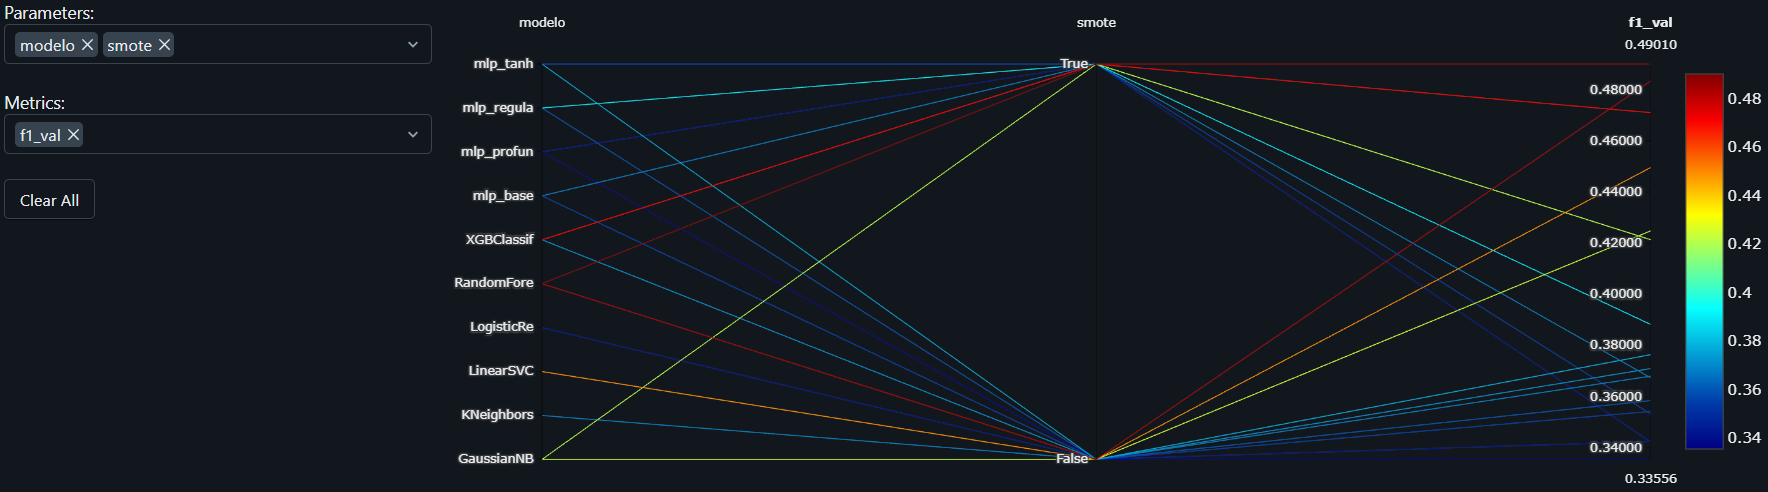 Parameters:
modelo
smote
Metrics:
f1_val
Clear All
modelo
smote
f1_val
0.49010
mlp_tanh
mlp_regula
mlp_profun
mlp_base
XGBClassif
RandomFore
LogisticRe
LinearSVC
KNeighbors
GaussianNB
True
False
0.48000
0.46000
0.44000
0.42000
0.40000
0.38000
0.36000
0.34000
0.33556
0.48
0.46
0.44
0.42
0.4
0.38
0.36
0.34